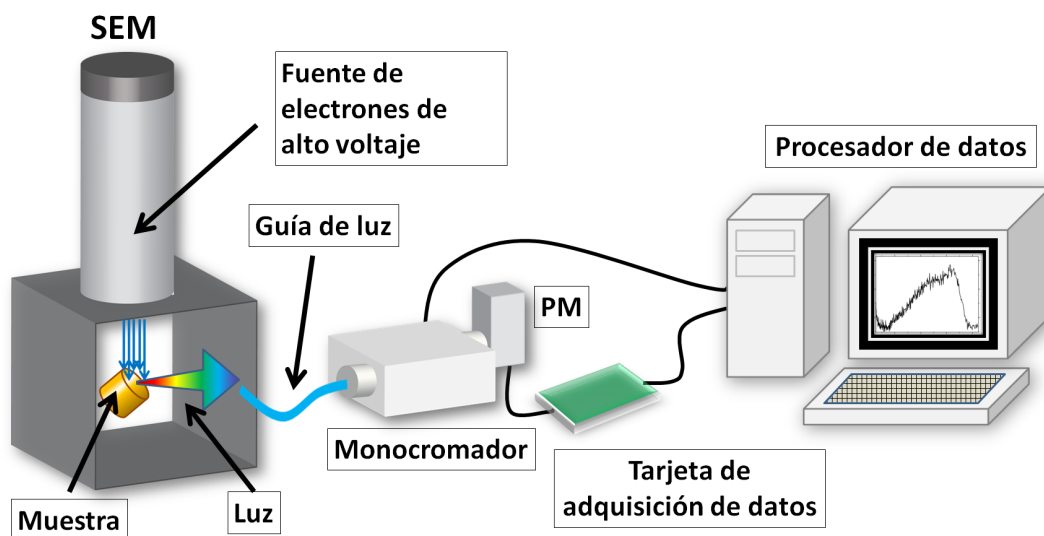 SEM
Fuente de
electrones de
alto voltaje
Procesador de datos
Guía de luz
PM
Monocromador
Tarjeta de
adquisición de datos
Muestra
Luz